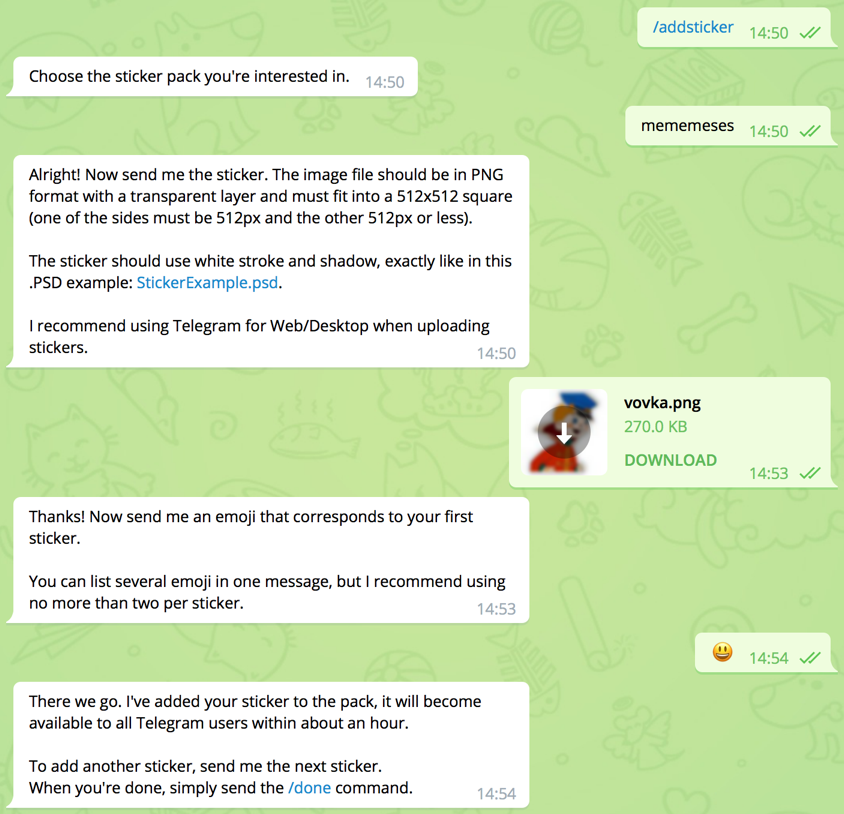 /addsticker 14:50
Choose the sticker pack you're interested in. 14:50
mememeses 14:50
Alright! Now send me the sticker. The image file should be in PNG
format with a transparent layer and must fit into a 512x512 square
(one of the sides must be 512px and the other 512px or less).
The sticker should use white stroke and shadow, exactly like in this
.PSD example: StickerExample.psd.
I recommend using Telegram for Web/Desktop when uploading
stickers. 14:50
vovka.png
270.0 KB
DOWNLOAD 14:53
Thanks! Now send me an emoji that corresponds to your first
sticker.
You can list several emoji in one message, but I recommend using
no more than two per sticker. 14:53
😃 14:54
There we go. I've added your sticker to the pack, it will become
available to all Telegram users within about an hour.
To add another sticker, send me the next sticker.
When you're done, simply send the /done command. 14:54